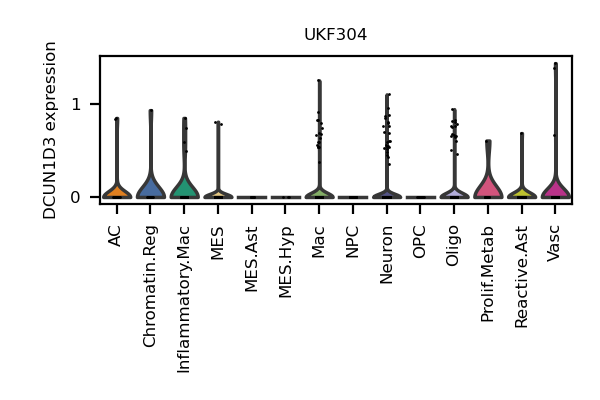 UKF304
DCUN1D3 expression
1
0
AC
Chromatin.Reg
Inflammatory.Mac
MES
MES.Ast
MES.Hyp
Mac
NPC
Neuron
OPC
Oligo
Prolif.Metab
Reactive.Ast
Vasc